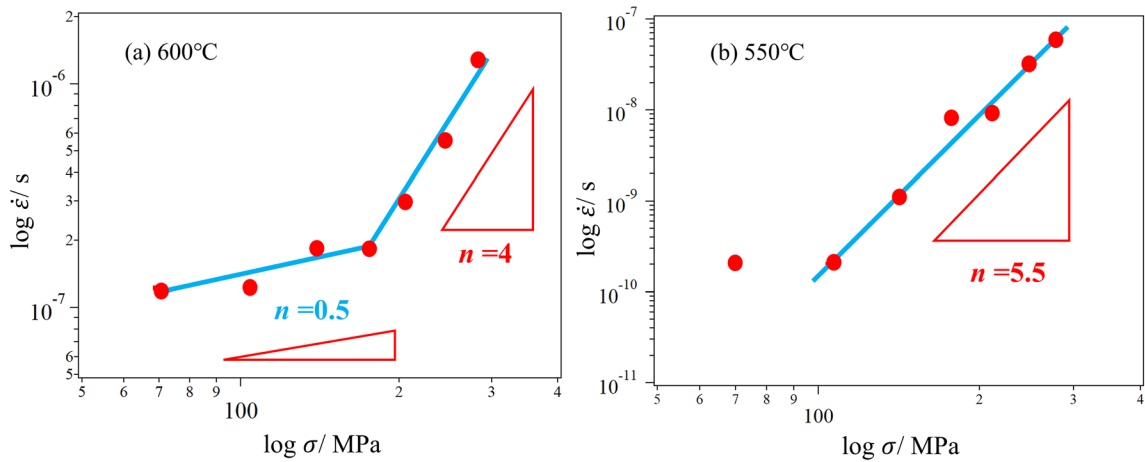 (a) 600℃
2
10⁻⁶
6
5
4
3
2
10⁻⁷
6
5
log ε̇/ s
n =4
n =0.5
5 6 7 8 9 100 2 3 4
log σ/ MPa
(b) 550℃
10⁻⁷
10⁻⁸
10⁻⁹
10⁻¹⁰
10⁻¹¹
log ε̇/ s
n =5.5
5 6 7 8 9 100 2 3 4
log σ/ MPa